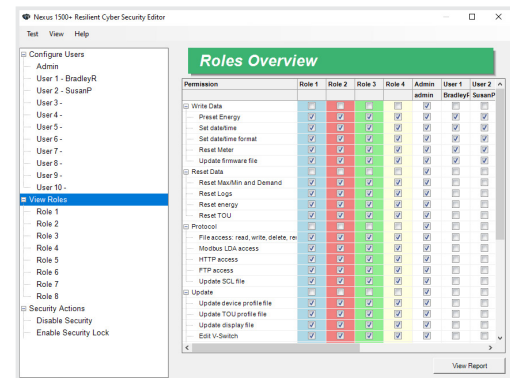 Nexus 1500+ Resilient Cyber Security Editor
Test View Help
Configure Users
Admin
User 1 - BradleyR
User 2 - SusanP
User 3 -
User 4 -
User 5 -
User 6 -
User 7 -
User 8 -
User 9 -
User 10 -
View Roles
Role 1
Role 2
Role 3
Role 4
Role 5
Role 6
Role 7
Role 8
Security Actions
Disable Security
Enable Security Lock
Roles Overview
Permission Role 1 Role 2 Role 3 Role 4 Admin User 1 User 2
admin BradleyR SusanP
Write Data
Preset Energy
Set date/time
Set date/time format
Reset Meter
Update firmware file
Reset Data
Reset Max/Min and Demand
Reset Logs
Reset energy
Reset TOU
Protocol
File access: read, write, delete, re
Modbus LDA access
HTTP access
FTP access
Update SCL file
Update
Update device profile file
Update TOU profile file
Update display file
Edit V-Switch
View Report